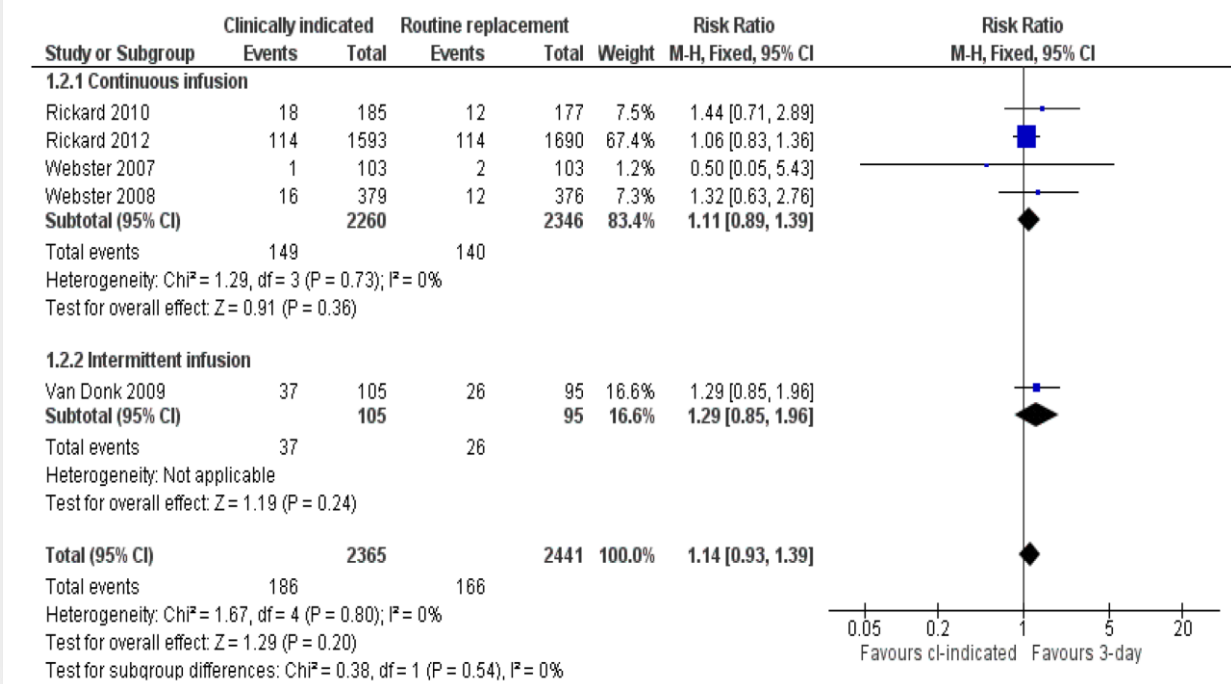 Clinically indicated Routine replacement Risk Ratio Risk Ratio
Study or Subgroup Events Total Events Total Weight M-H, Fixed, 95% CI M-H, Fixed, 95% CI
1.2.1 Continuous infusion
Rickard 2010 18 185 12 177 7.5% 1.44 [0.71, 2.89]
Rickard 2012 114 1593 114 1690 67.4% 1.06 [0.83, 1.36]
Webster 2007 1 103 2 103 1.2% 0.50 [0.05, 5.43]
Webster 2008 16 379 12 376 7.3% 1.32 [0.63, 2.76]
Subtotal (95% CI) 2260 2346 83.4% 1.11 [0.89, 1.39]
Total events 149 140
Heterogeneity: Chi² = 1.29, df = 3 (P = 0.73); I² = 0%
Test for overall effect: Z = 0.91 (P = 0.36)
1.2.2 Intermittent infusion
Van Donk 2009 37 105 26 95 16.6% 1.29 [0.85, 1.96]
Subtotal (95% CI) 105 95 16.6% 1.29 [0.85, 1.96]
Total events 37 26
Heterogeneity: Not applicable
Test for overall effect: Z = 1.19 (P = 0.24)
Total (95% CI) 2365 2441 100.0% 1.14 [0.93, 1.39]
Total events 186 166
Heterogeneity: Chi² = 1.67, df = 4 (P = 0.80); I² = 0%
Test for overall effect: Z = 1.29 (P = 0.20)
Test for subgroup differences: Chi² = 0.38, df = 1 (P = 0.54), I² = 0%
0.05 0.2 1 5 20
Favours cl-indicated Favours 3-day